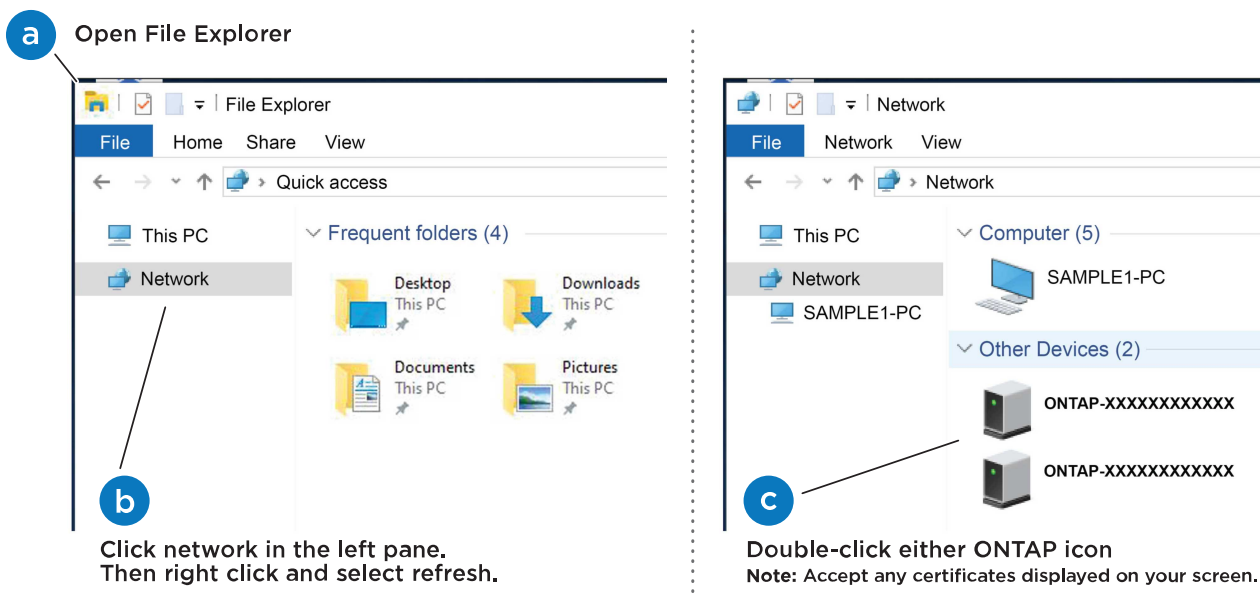 a Open File Explorer
File Explorer
File Home Share View
Quick access
This PC
Network
Frequent folders (4)
Desktop
This PC
Downloads
This PC
Documents
This PC
Pictures
This PC
b
Click network in the left pane.
Then right click and select refresh.
Network
File Network View
Network
This PC
Network
SAMPLE1-PC
Computer (5)
SAMPLE1-PC
Other Devices (2)
ONTAP-XXXXXXXXXXXX
ONTAP-XXXXXXXXXXXX
c
Double-click either ONTAP icon
Note: Accept any certificates displayed on your screen.